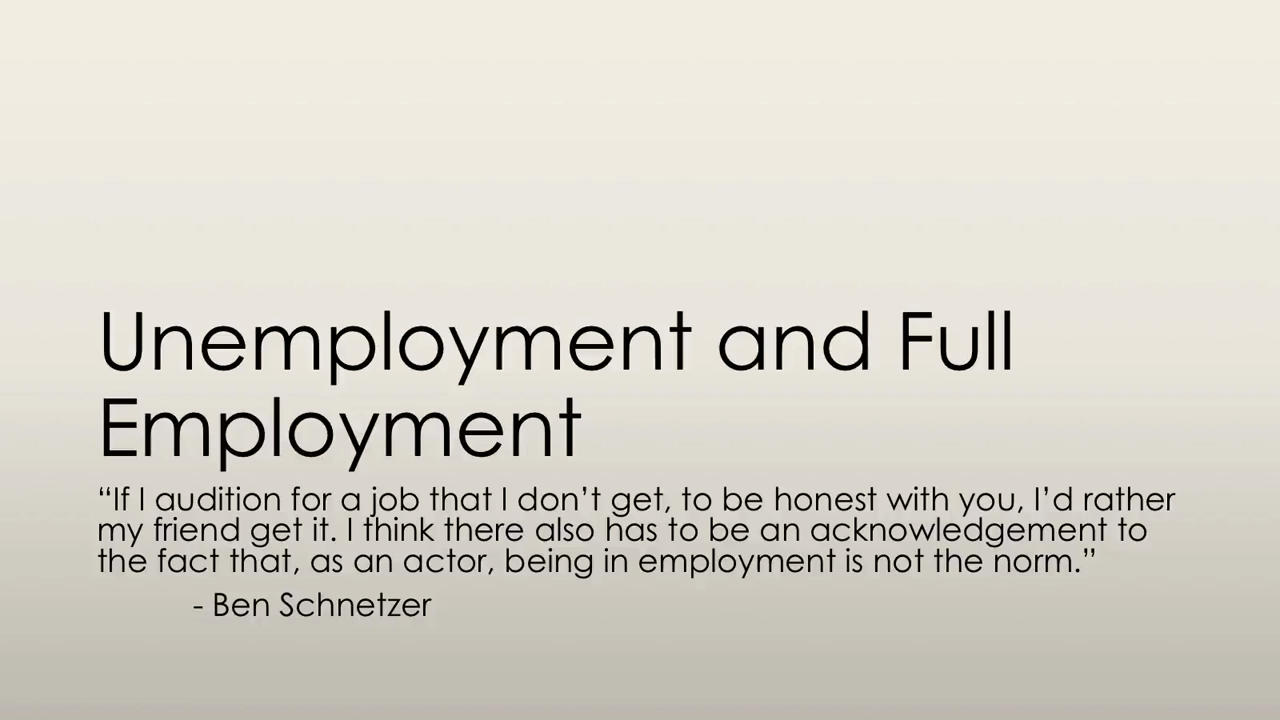 Unemployment and Full
Employment
“If I audition for a job that I don’t get, to be honest with you, I’d rather
my friend get it. I think there also has to be an acknowledgement to
the fact that, as an actor, being in employment is not the norm.”
- Ben Schnetzer